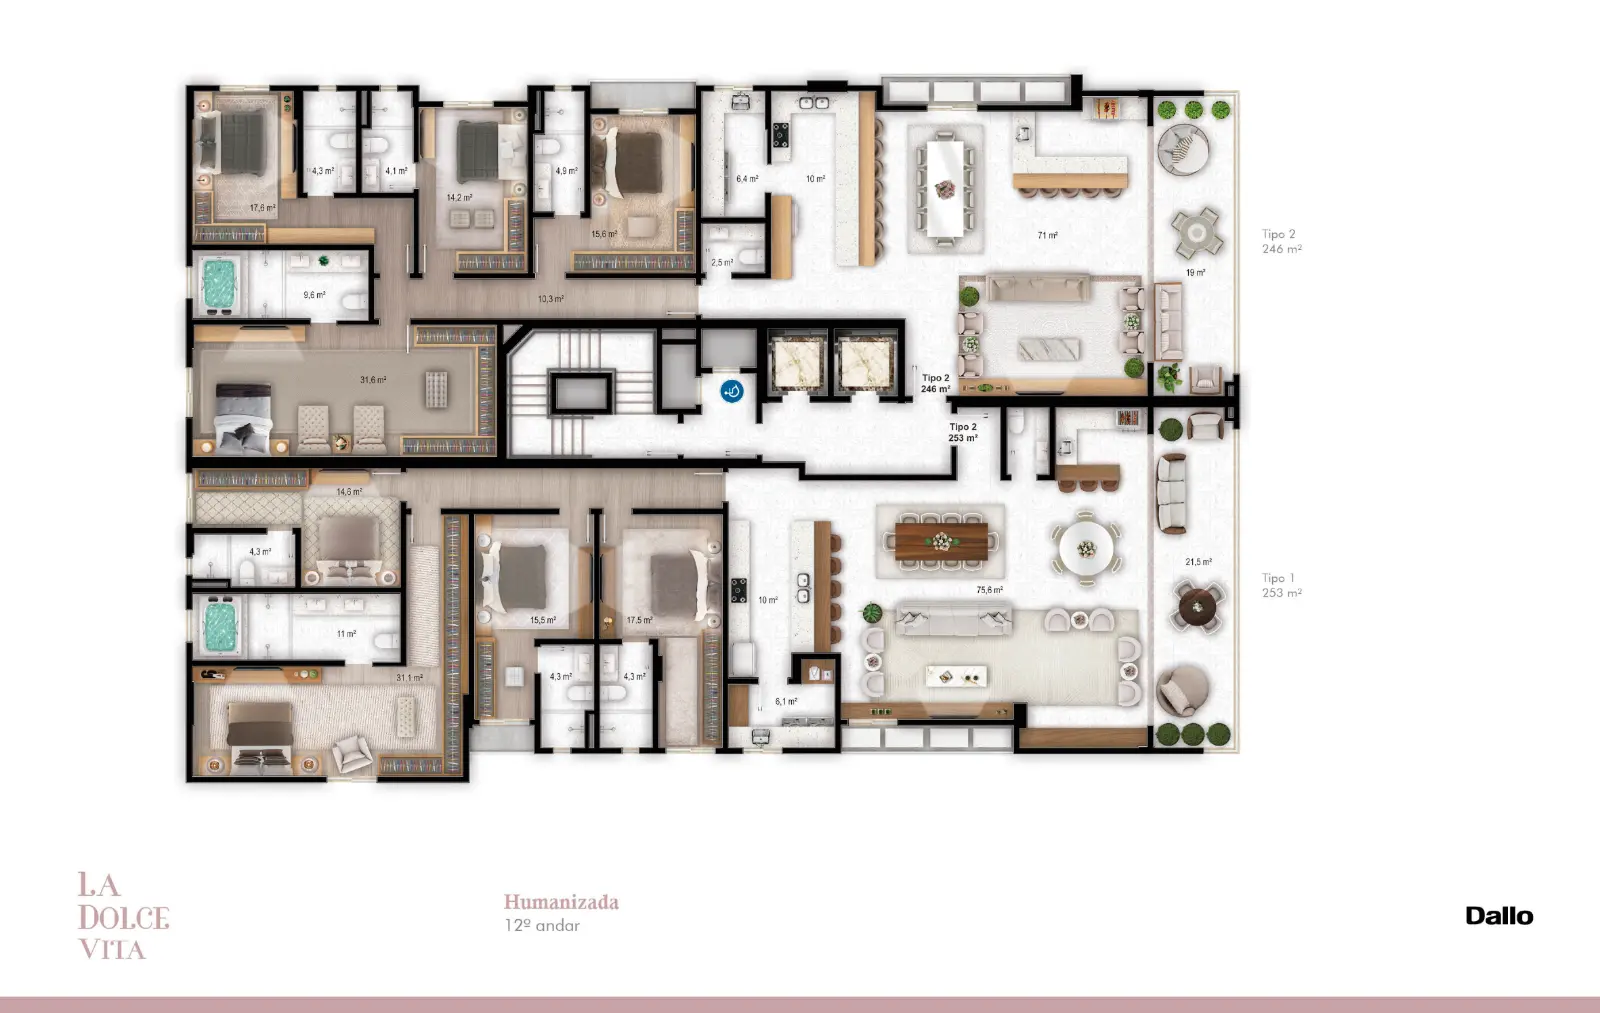 4,3 m²
4,1 m²
4,9 m²
6,4 m²
10 m²
17,6 m²
14,2 m²
15,6 m²
71 m²
Tipo 2
246 m²
2,5 m²
19 m²
9,6 m²
10,3 m²
31,6 m²
Tipo 2
246 m²
Tipo 2
253 m²
14,6 m²
4,3 m²
21,5 m²
Tipo 1
253 m²
75,6 m²
10 m²
15,5 m²
17,5 m²
11 m²
31,1 m²
4,3 m²
4,3 m²
6,1 m²
LA
DOLCE
VITA
Humanizada
12º andar
Dallo